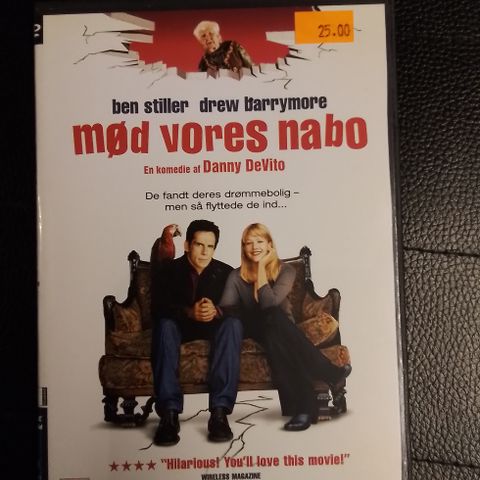 25.00
ben stiller drew barrymore
mød vores nabo
En komedie af Danny DeVito
De fandt deres drømmebolig –
men så flyttede de ind...
★★★★ "Hilarious! You'll love this movie!"
WIRELESS MAGAZINE